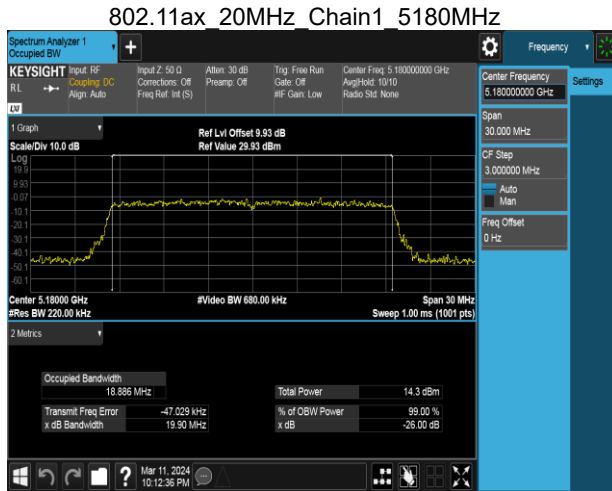 802.11ax_20MHz_Chain1_5180MHz
Spectrum Analyzer 1
Occupied BW
+
Frequency
KEYSIGHT
RL
LXI
Input: RF
Coupling: DC
Align: Auto
Input Z: 50 Ω
Corrections: Off
Freq Ref: Int (S)
Atten: 30 dB
Preamp: Off
Trig: Free Run
Gate: Off
#IF Gain: Low
Center Freq: 5.180000000 GHz
Avg|Hold: 10/10
Radio Std: None
Center Frequency
5.180000000 GHz
Settings
Span
30.000 MHz
CF Step
3.000000 MHz
Auto
Man
Freq Offset
0 Hz
1 Graph
Scale/Div 10.0 dB
Ref Lvl Offset 9.93 dB
Ref Value 29.93 dBm
Log
19.9
9.93
-0.07
-10.1
-20.1
-30.1
-40.1
-50.1
-60.1
Center 5.18000 GHz
#Video BW 680.00 kHz
Span 30 MHz
#Res BW 220.00 kHz
Sweep 1.00 ms (1001 pts)
2 Metrics
Occupied Bandwidth
18.886 MHz
Total Power 14.3 dBm
Transmit Freq Error -47.029 kHz
% of OBW Power 99.00 %
x dB Bandwidth 19.90 MHz
x dB -26.00 dB
?
Mar 11, 2024
10:12:36 PM